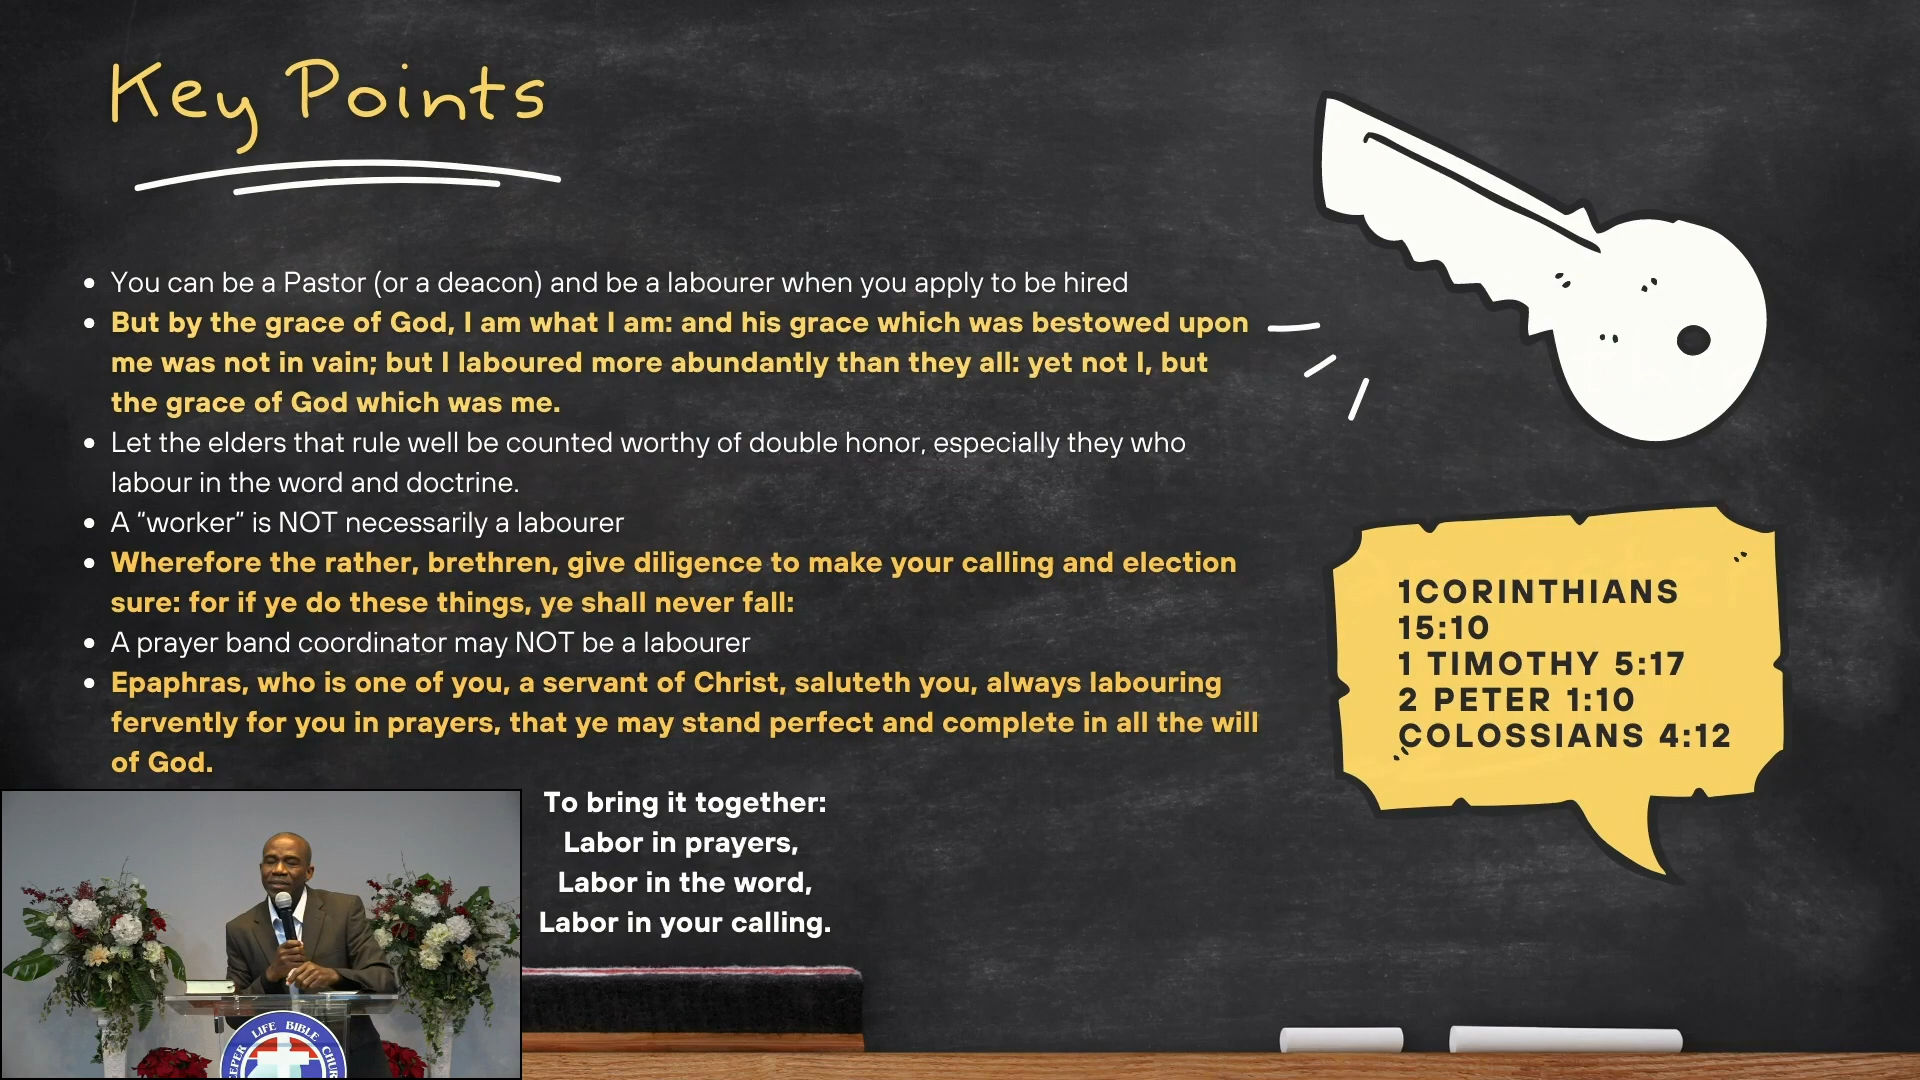 Key Points
You can be a Pastor (or a deacon) and be a labourer when you apply to be hired
But by the grace of God, I am what I am: and his grace which was bestowed upon
me was not in vain; but I laboured more abundantly than they all: yet not I, but
the grace of God which was me.
Let the elders that rule well be counted worthy of double honor, especially they who
labour in the word and doctrine.
A “worker” is NOT necessarily a labourer
Wherefore the rather, brethren, give diligence to make your calling and election
sure: for if ye do these things, ye shall never fall:
A prayer band coordinator may NOT be a labourer
Epaphras, who is one of you, a servant of Christ, saluteth you, always labouring
fervently for you in prayers, that ye may stand perfect and complete in all the will
of God.
To bring it together:
Labor in prayers,
Labor in the word,
Labor in your calling.
1CORINTHIANS
15:10
1 TIMOTHY 5:17
2 PETER 1:10
COLOSSIANS 4:12
LIFE BIBLE